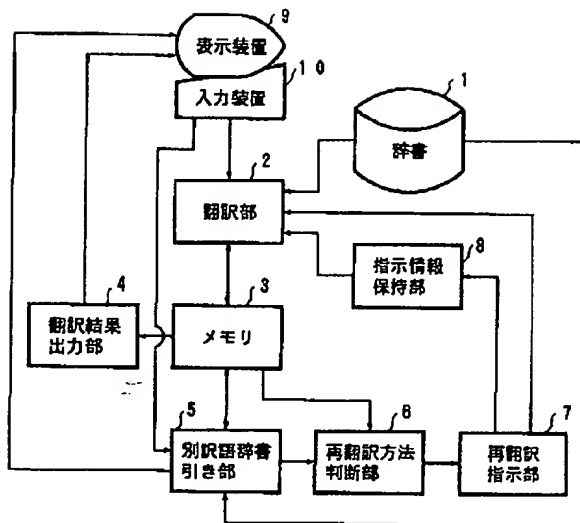 9
表示装置
10
入力装置
1
辞書
2
翻訳部
8
指示情報
保持部
4
翻訳結果
出力部
3
メモリ
5
別訳語辞書
引き部
6
再翻訳方法
判断部
7
再翻訳
指示部